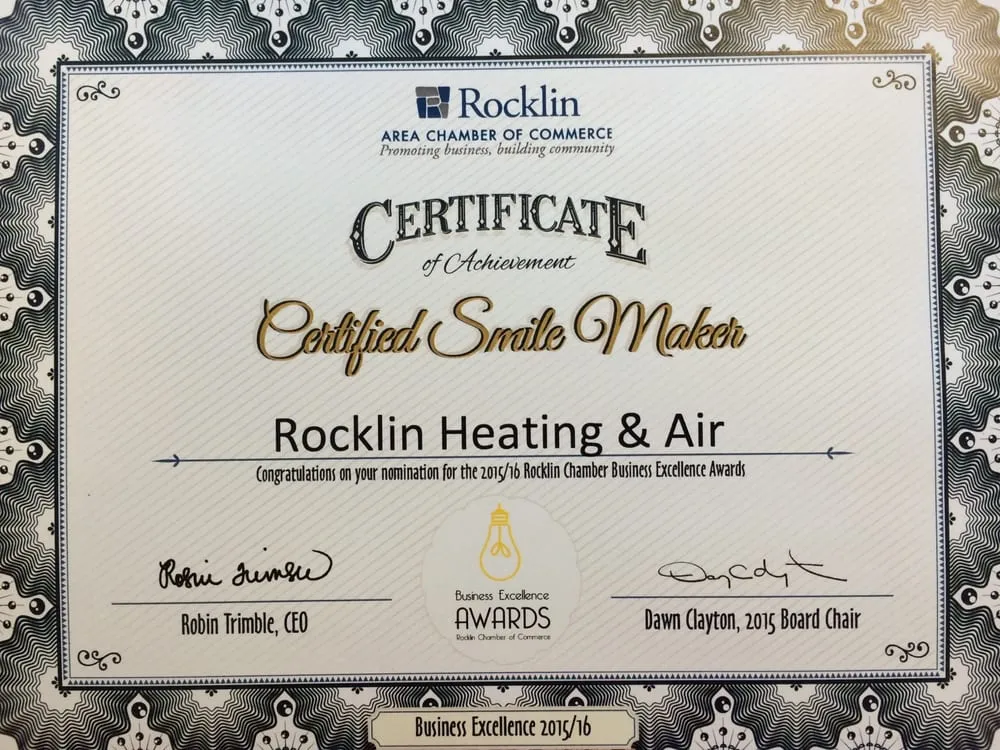 Rocklin
AREA CHAMBER OF COMMERCE
Promoting business, building community
CERTIFICATE
of Achievement
Certified Smile Maker
Rocklin Heating & Air
Congratulations on your nomination for the 2015/16 Rocklin Chamber Business Excellence Awards
Robin Trimble
Robin Trimble, CEO
Business Excellence
AWARDS
Rocklin Chamber of Commerce
Dawn Clayton, 2015 Board Chair
Business Excellence 2015/16